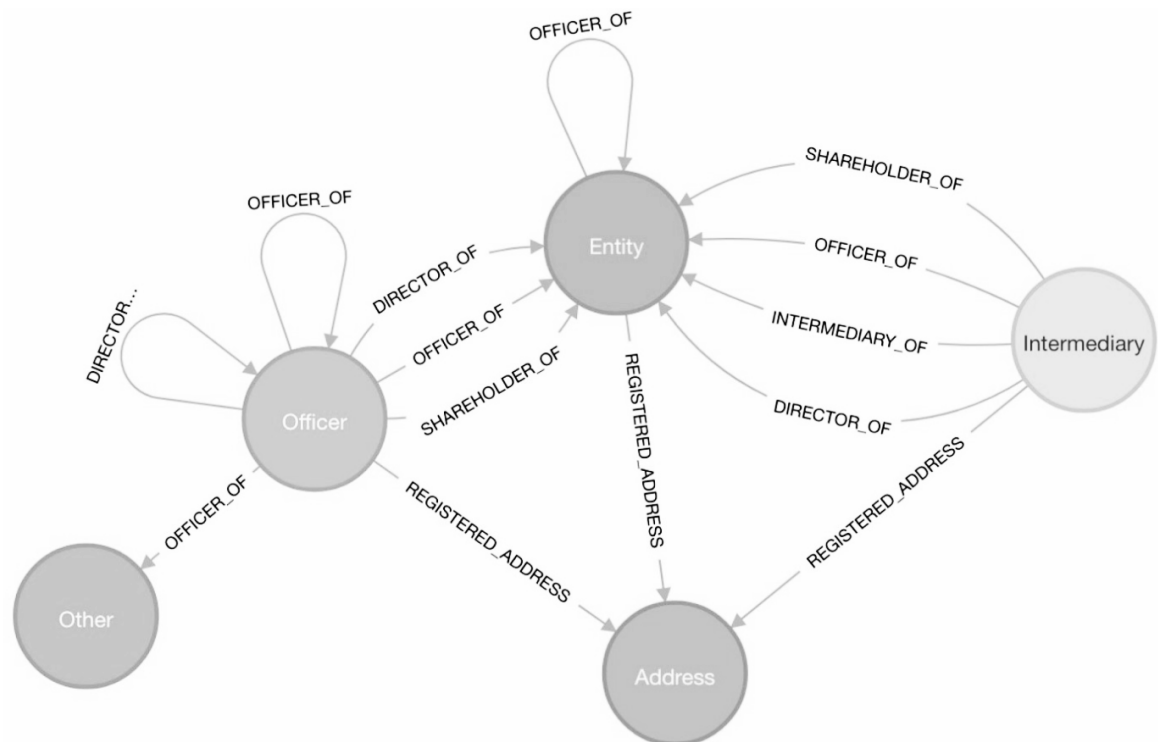 OFFICER_OF
SHAREHOLDER_OF
OFFICER_OF
Entity
OFFICER_OF
DIRECTOR_OF
DIRECTOR...
OFFICER_OF
INTERMEDIARY_OF
Intermediary
SHAREHOLDER_OF
REGISTERED_ADDRESS
DIRECTOR_OF
Officer
OFFICER_OF
REGISTERED_ADDRESS
REGISTERED_ADDRESS
Other
Address